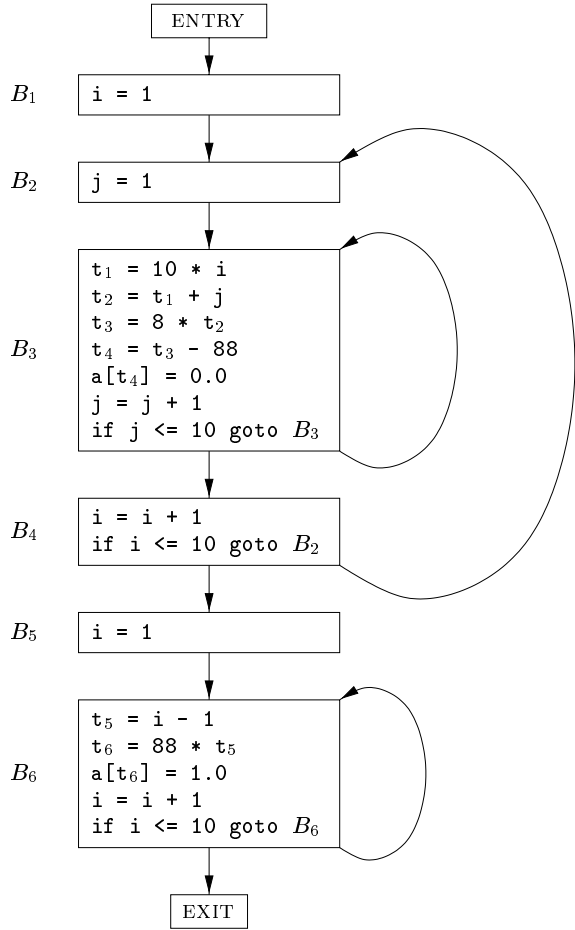 ENTRY
B₁ i = 1
B₂ j = 1
t₁ = 10 * i
t₂ = t₁ + j
t₃ = 8 * t₂
B₃ t₄ = t₃ - 88
a[t₄] = 0.0
j = j + 1
if j <= 10 goto B₃
B₄ i = i + 1
if i <= 10 goto B₂
B₅ i = 1
t₅ = i - 1
t₆ = 88 * t₅
B₆ a[t₆] = 1.0
i = i + 1
if i <= 10 goto B₆
EXIT